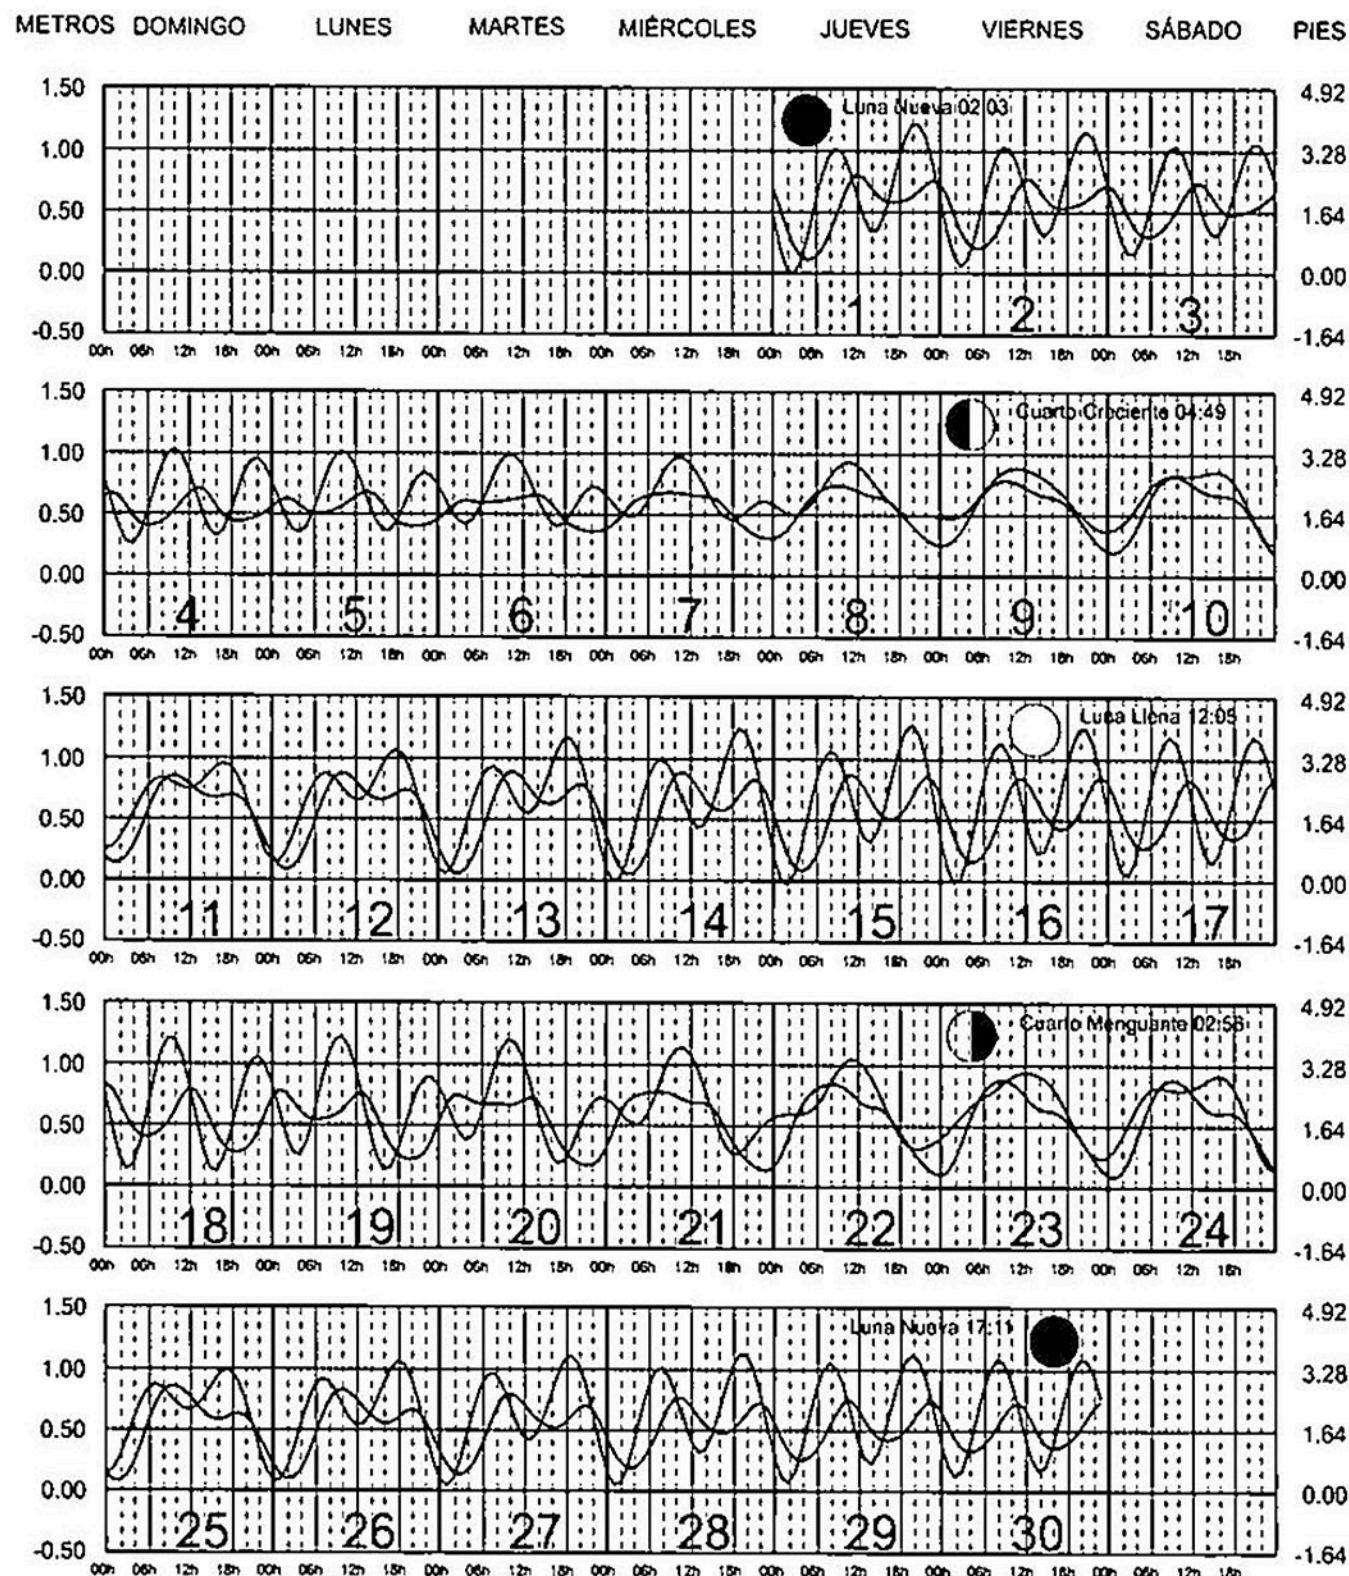 METROS DOMINGO LUNES MARTES MIÉRCOLES JUEVES VIERNES SÁBADO PIES
1.50 4.92
Luna Nueva 02:03
1.00 3.28
0.50 1.64
0.00 0.00
1 2 3
-0.50 -1.64
00h 06h 12h 18h 00h 06h 12h 18h 00h 06h 12h 18h 00h 06h 12h 18h 00h 06h 12h 18h 00h 06h 12h 18h 00h 06h 12h 18h
1.50 4.92
Cuarto Creciente 04:49
1.00 3.28
0.50 1.64
0.00 0.00
4 5 6 7 8 9 10
-0.50 -1.64
00h 06h 12h 18h 00h 06h 12h 18h 00h 06h 12h 18h 00h 06h 12h 18h 00h 06h 12h 18h 00h 06h 12h 18h 00h 06h 12h 18h
1.50 4.92
Luna Llena 12:05
1.00 3.28
0.50 1.64
0.00 0.00
11 12 13 14 15 16 17
-0.50 -1.64
00h 06h 12h 18h 00h 06h 12h 18h 00h 06h 12h 18h 00h 06h 12h 18h 00h 06h 12h 18h 00h 06h 12h 18h 00h 06h 12h 18h
1.50 4.92
Cuarto Menguante
1.00 3.28
0.50 1.64
0.00 0.00
18 19 20 21 22 23 24
-0.50 -1.64
00h 06h 12h 18h 00h 06h 12h 18h 00h 06h 12h 18h 00h 06h 12h 18h 00h 06h 12h 18h 00h 06h 12h 18h 00h 06h 12h 18h
1.50 4.92
Luna Nueva 17:11
1.00 3.28
0.50 1.64
0.00 0.00
25 26 27 28 29 30
-0.50 -1.64
00h 06h 12h 18h 00h 06h 12h 18h 00h 06h 12h 18h 00h 06h 12h 18h 00h 06h 12h 18h 00h 06h 12h 18h 00h 06h 12h 18h